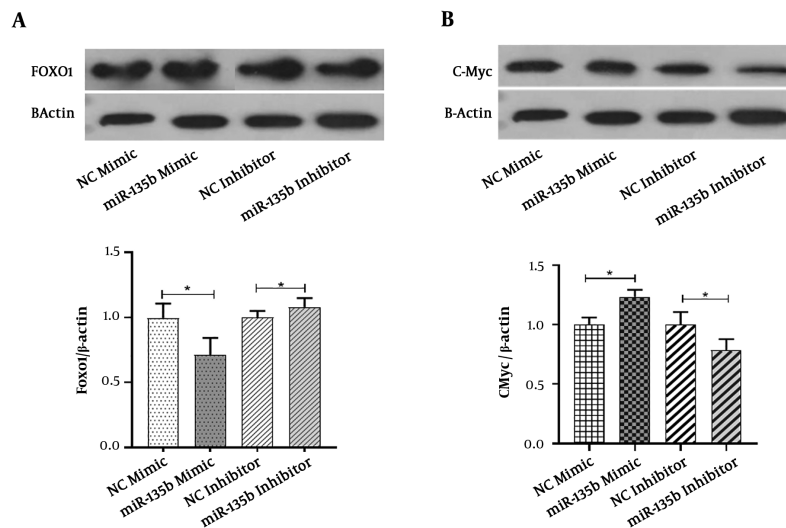 A
FOXO1
BActin
NC Mimic
miR-135b Mimic
NC Inhibitor
miR-135b Inhibitor
1.5
1.0
0.5
0.0
Foxo1/β-actin
*
*
NC Mimic
miR-135b Mimic
NC Inhibitor
miR-135b Inhibitor
B
C-Myc
B-Actin
NC Mimic
miR-135b Mimic
NC Inhibitor
miR-135b Inhibitor
1.5
1.0
0.5
0.0
CMyc / β-actin
*
*
NC Mimic
miR-135b Mimic
NC Inhibitor
miR-135b Inhibitor